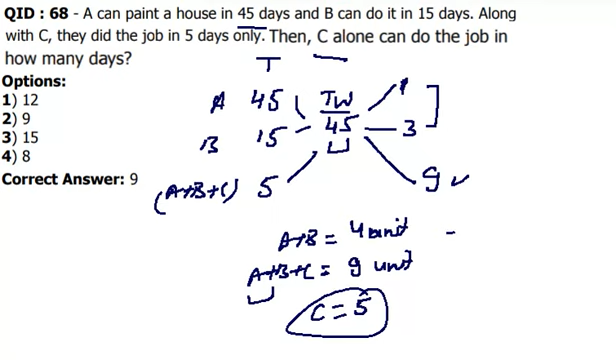 QID : 68 - A can paint a house in 45 days and B can do it in 15 days. Along
with C, they did the job in 5 days only. Then, C alone can do the job in
how many days?
Options:
1) 12
2) 9
3) 15
4) 8
Correct Answer: 9
T
A 45 TW 1
B 15 45 3
(A+B+C) 5 9
A+B = 4 unit
A+B+C = 9 unit
C = 5